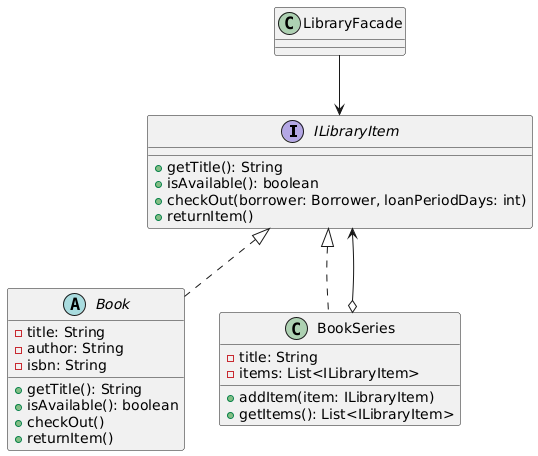 C LibraryFacade
I ILibraryItem
getTitle(): String
isAvailable(): boolean
checkOut(borrower: Borrower, loanPeriodDays: int)
returnItem()
A Book
title: String
author: String
isbn: String
getTitle(): String
isAvailable(): boolean
checkOut()
returnItem()
C BookSeries
title: String
items: List<ILibraryItem>
addItem(item: ILibraryItem)
getItems(): List<ILibraryItem>